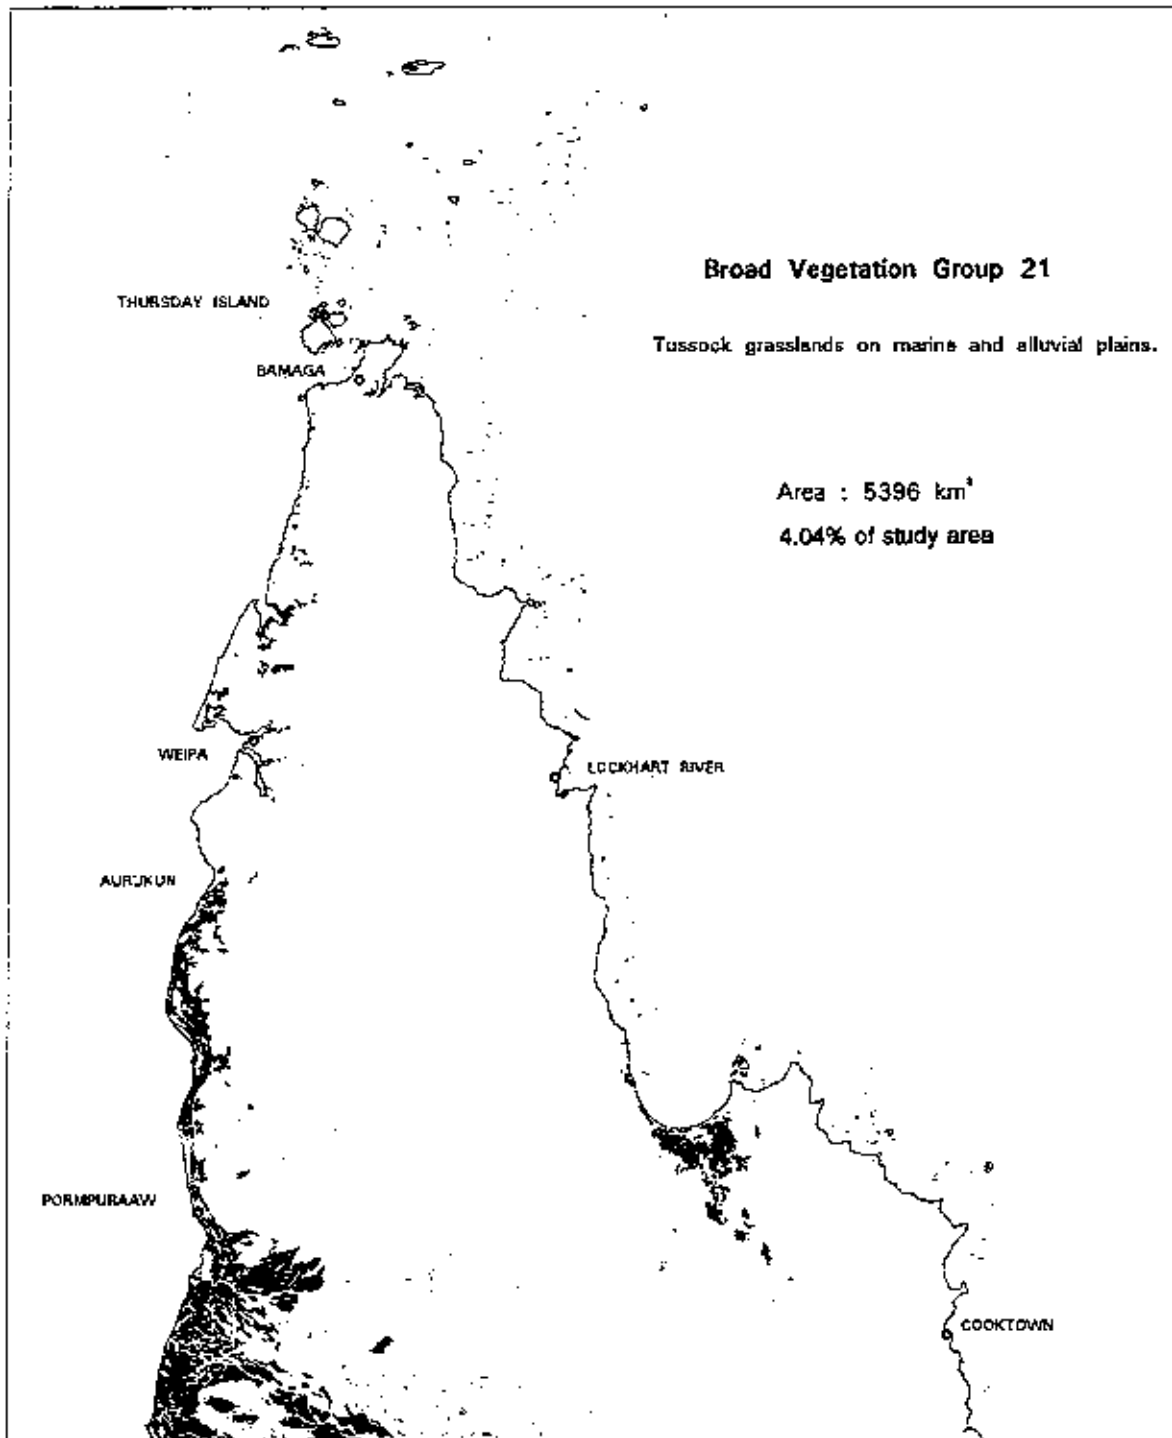 Broad Vegetation Group 21
THURSDAY ISLAND
Tussock grasslands on marine and alluvial plains.
BAMAGA
Area : 5396 km²
4.04% of study area
WEIPA
LOCKHART RIVER
AURUKUN
PORMPURAAW
COOKTOWN